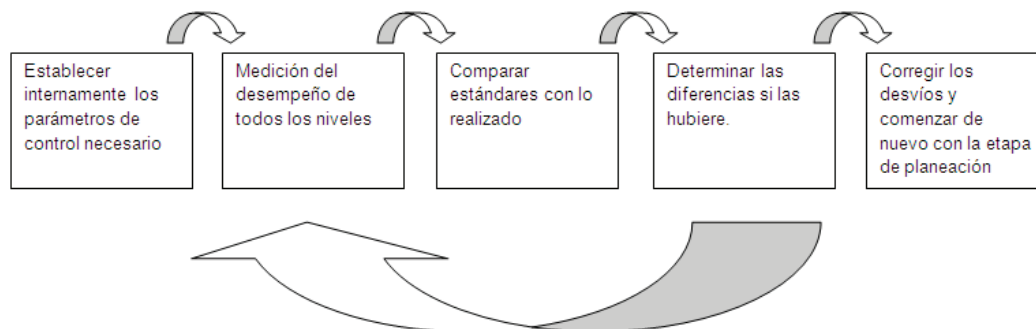 Establecer
internamente los
parámetros de
control necesario
Medición del
desempeño de
todos los niveles
Comparar
estándares con lo
realizado
Determinar las
diferencias si las
hubiere.
Corregir los
desvíos y
comenzar de
nuevo con la etapa
de planeación